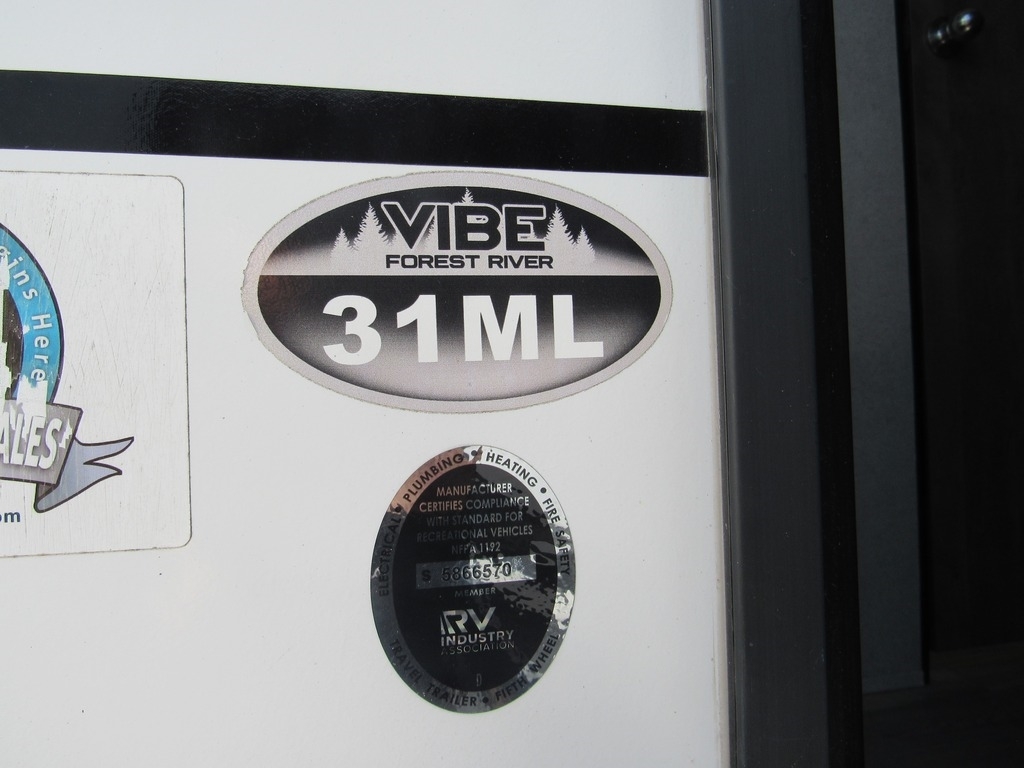 VIBE
FOREST RIVER
31ML
Here
ALES
om
ELECTRICAL • PLUMBING • HEATING • FIRE SAFETY
MANUFACTURER
CERTIFIES COMPLIANCE
WITH STANDARD FOR
RECREATIONAL VEHICLES
NFPA 1192
S 5866570
MEMBER
RV
INDUSTRY
ASSOCIATION
TRAVEL TRAILER • FIFTH WHEEL